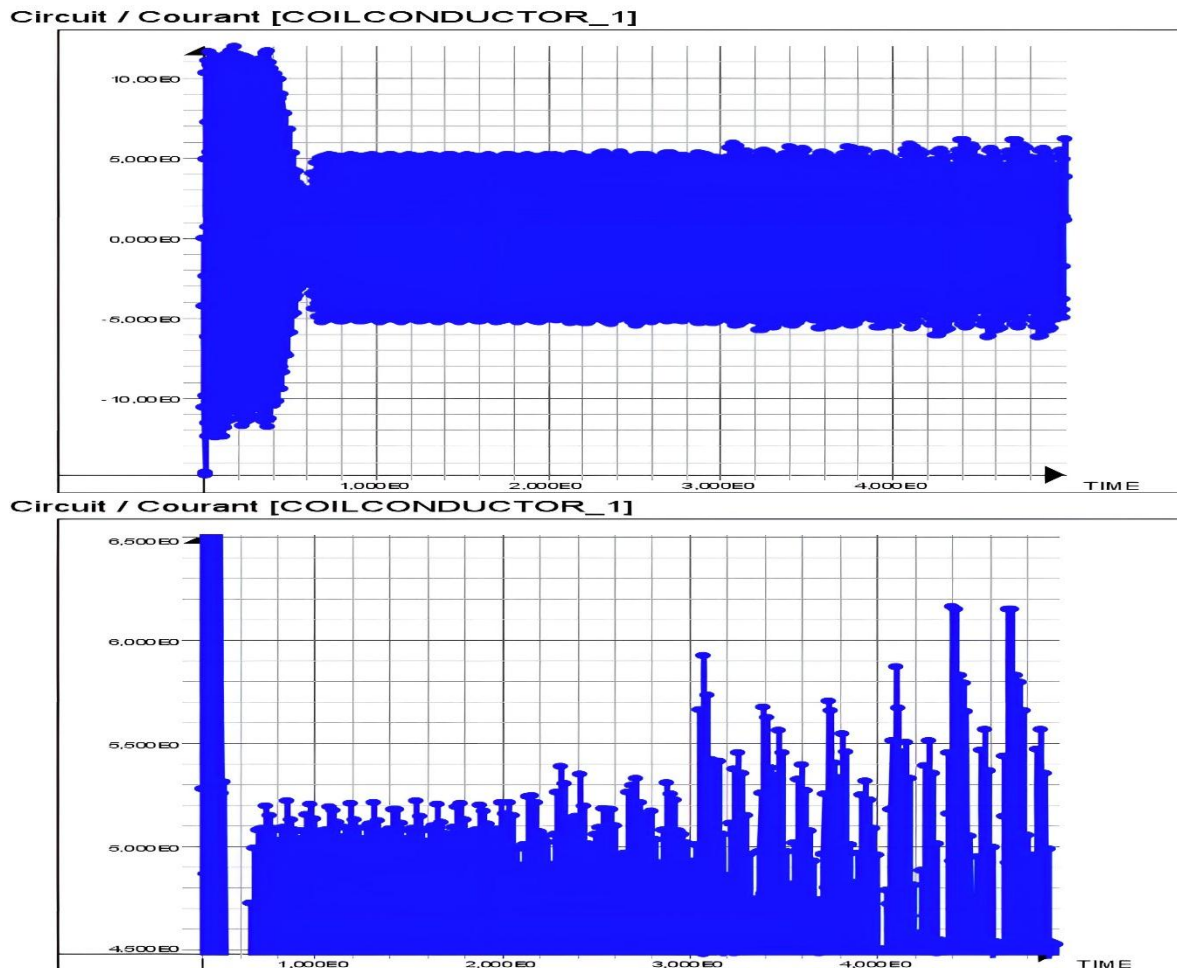 Circuit / Courant [COILCONDUCTOR_1]
10.00E0
5.000E0
0.000E0
-5.000E0
-10.00E0
1.000E0 2.000E0 3.000E0 4.000E0 TIME
Circuit / Courant [COILCONDUCTOR_1]
6.500E0
6.000E0
5.500E0
5.000E0
4.500E0
1.000E0 2.000E0 3.000E0 4.000E0 TIME